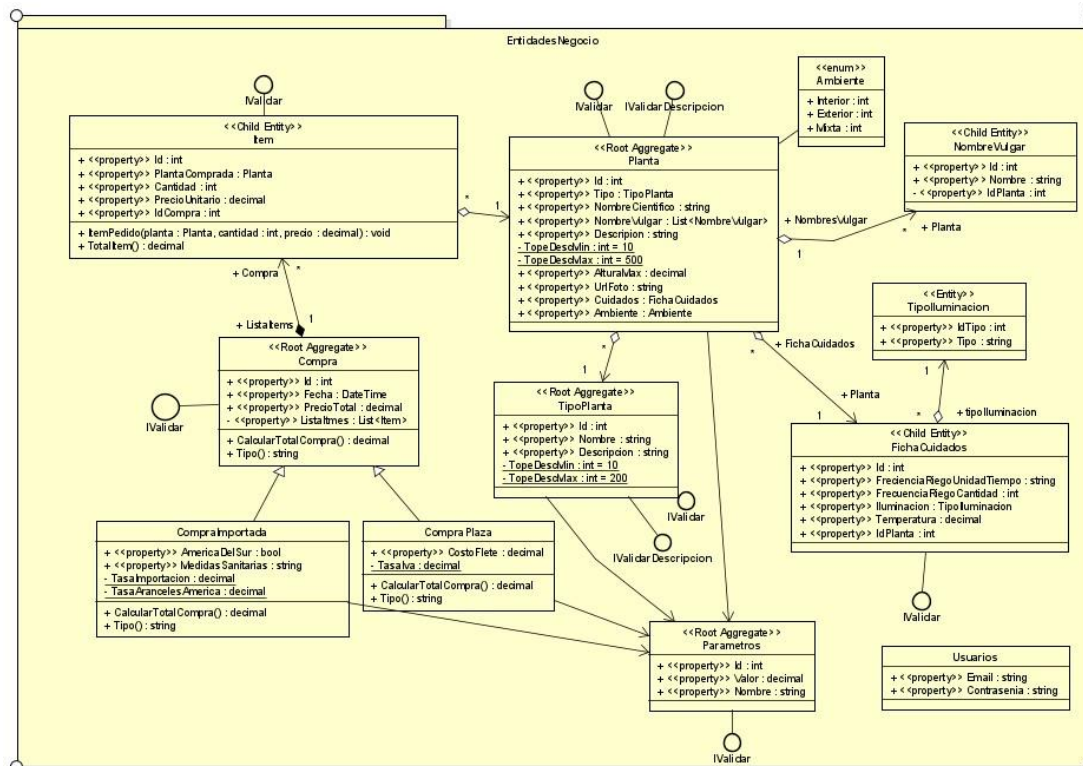 EntidadesNegocio
IValidar
<<Child Entity>>
Item
+ <<property>> Id : int
+ <<property>> PlantaComprada : Planta
+ <<property>> Cantidad : int
+ <<property>> PrecioUnitario : decimal
+ <<property>> IdCompra : int
+ ItemPedido(planta : Planta, cantidad : int, precio : decimal) : void
+ TotalItem() : decimal
*
1
+ Compra
*
+ ListaItems
1
<<Root Aggregate>>
Compra
+ <<property>> Id : int
+ <<property>> Fecha : DateTime
+ <<property>> PrecioTotal : decimal
- <<property>> ListaItmes : List<Item>
+ CalcularTotalCompra() : decimal
+ Tipo() : string
IValidar
CompraImportada
+ <<property>> AmericaDelSur : bool
+ <<property>> MedidasSanitarias : string
- TasaImportacion : decimal
- TasaArancelesAmerica : decimal
+ CalcularTotalCompra() : decimal
+ Tipo() : string
CompraPlaza
+ <<property>> CostoFlete : decimal
- TasaIva : decimal
+ CalcularTotalCompra() : decimal
+ Tipo() : string
IValidar
IValidarDescripcion
<<Root Aggregate>>
Planta
+ <<property>> Id : int
+ <<property>> Tipo : TipoPlanta
+ <<property>> NombreCientifico : string
+ <<property>> NombreVulgar : List<NombreVulgar>
+ <<property>> Descripion : string
- TopeDescMin : int = 10
- TopeDescMax : int = 500
+ <<property>> AlturaMax : decimal
+ <<property>> UrlFoto : string
+ <<property>> Cuidados : FichaCuidados
+ <<property>> Ambiente : Ambiente
<<enum>>
Ambiente
+ Interior : int
+ Exterior : int
+ Mixta : int
<<Child Entity>>
NombreVulgar
+ <<property>> Id : int
+ <<property>> Nombre : string
- <<property>> IdPlanta : int
+ NombresVulgar
1
*
+ Planta
<<Entity>>
TipoIluminacion
+ <<property>> IdTipo : int
+ <<property>> Tipo : string
*
1
*
+ FichaCuidados
+ Planta
1
1
*
+ tipoIluminacion
<<Root Aggregate>>
TipoPlanta
+ <<property>> Id : int
+ <<property>> Nombre : string
+ <<property>> Descripcion : string
- TopeDescMin : int = 10
- TopeDescMax : int = 200
IValidar
IValidarDescripcion
<<Child Entity>>
FichaCuidados
+ <<property>> Id : int
+ <<property>> FrecienciaRiegoUnidadTiempo : string
+ <<property>> FrecuenciaRiegoCantidad : int
+ <<property>> Iluminacion : TipoIluminacion
+ <<property>> Temperatura : decimal
+ <<property>> IdPlanta : int
IValidar
<<Root Aggregate>>
Parametros
+ <<property>> Id : int
+ <<property>> Valor : decimal
+ <<property>> Nombre : string
IValidar
Usuarios
+ <<property>> Email : string
+ <<property>> Contrasenia : string